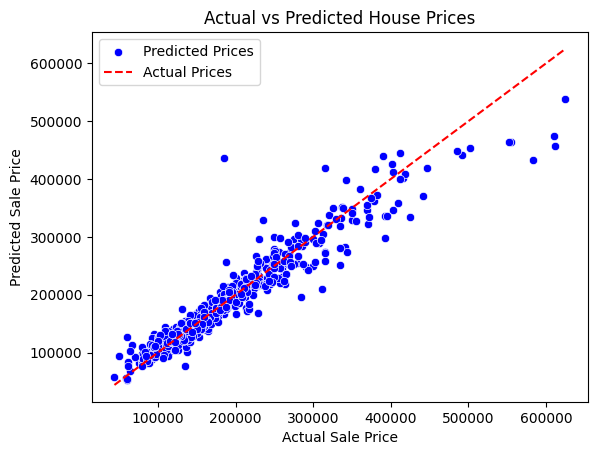 Actual vs Predicted House Prices
Predicted Prices
Actual Prices
600000
500000
400000
300000
200000
100000
Predicted Sale Price
100000 200000 300000 400000 500000 600000
Actual Sale Price